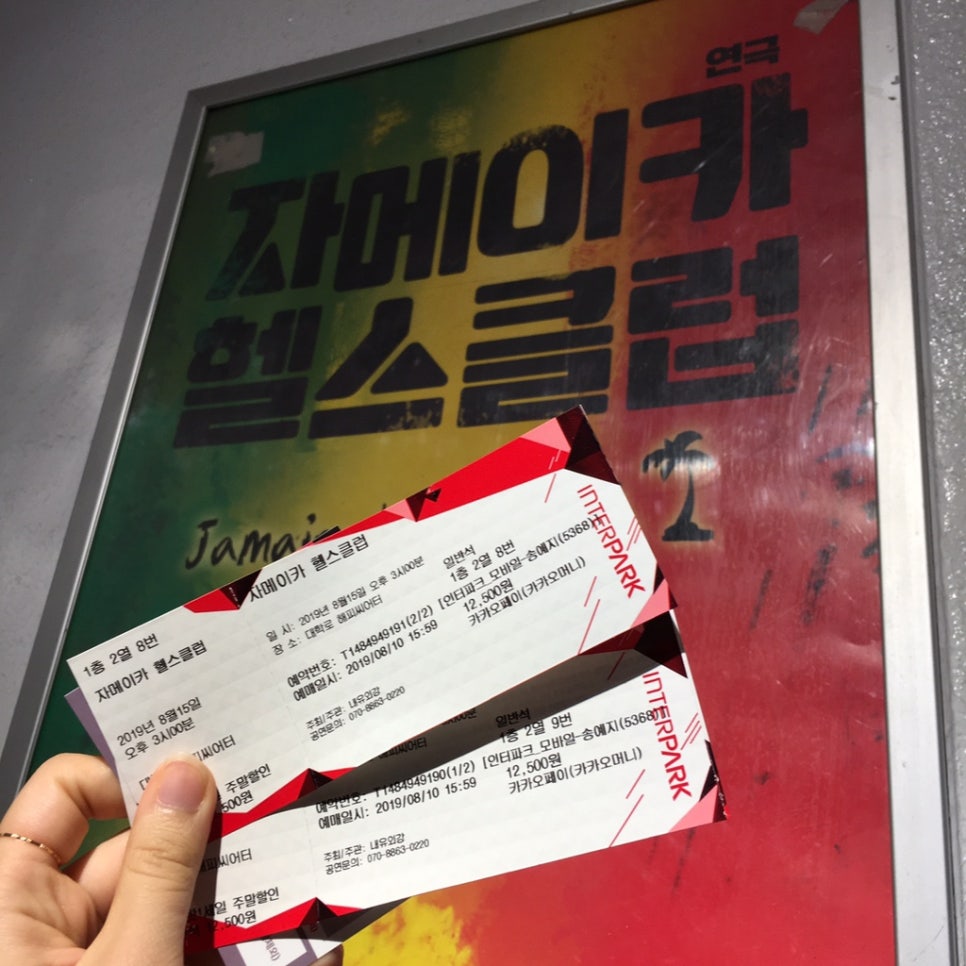 연극
자메이카
헬스클럽
자메이카 헬스클럽
일 시: 2019년 8월15일 오후 3시00분
장 소: 대학로 해피씨어터
일반석
1층 2열 8번
예약번호: T1484949191(2/2) [인터파크 모바일-송예지(5368)]
12,500원
예매일시: 2019/08/10 15:59
카카오페이(카카오머니)
주최/주관: 내유외강
공연문의: 070-8863-0220
INTERPARK
1층 2열 8번
자메이카 헬스클럽
2019년 8월15일
오후 3시00분
주말할인
일반석
1층 2열 9번
예약번호: T1484949190(1/2) [인터파크 모바일-송예지(5368)
12,500원
예매일시: 2019/08/10 15:59
카카오페이(카카오머니)
주최/주관: 내유외강
공연문의: 070-8863-0220
INTERPARK
주말할인
12,500원